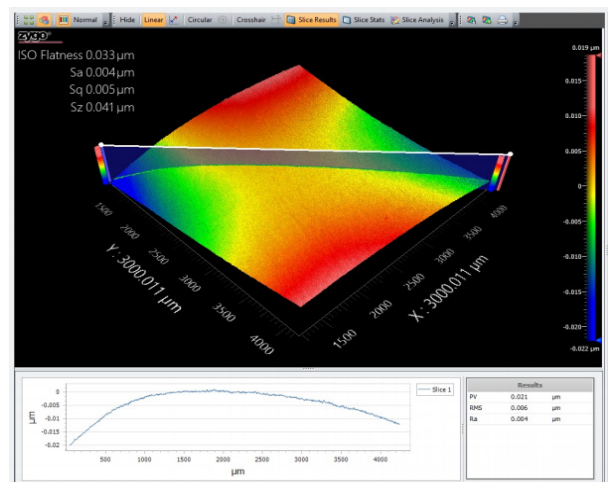 Normal Hide Linear Circular Crosshair Slice Results Slice Stats Slice Analysis
zygo
ISO Flatness 0.033 µm
Sa 0.004 µm
Sq 0.005 µm
Sz 0.041 µm
0.019 µm
0.015
0.010
0.005
0
-0.005
-0.010
-0.015
-0.020
-0.022 µm
1500 2000 2500 3000 3500 4000
Y : 3000.011 µm
1500 2000 2500 3000 3500 4000
X : 3000.011 µm
µm
0
-0.005
-0.01
-0.015
-0.02
500 1000 1500 2000 2500 3000 3500 4000
µm
Slice 1
Results
PV 0.021 µm
RMS 0.006 µm
Ra 0.004 µm